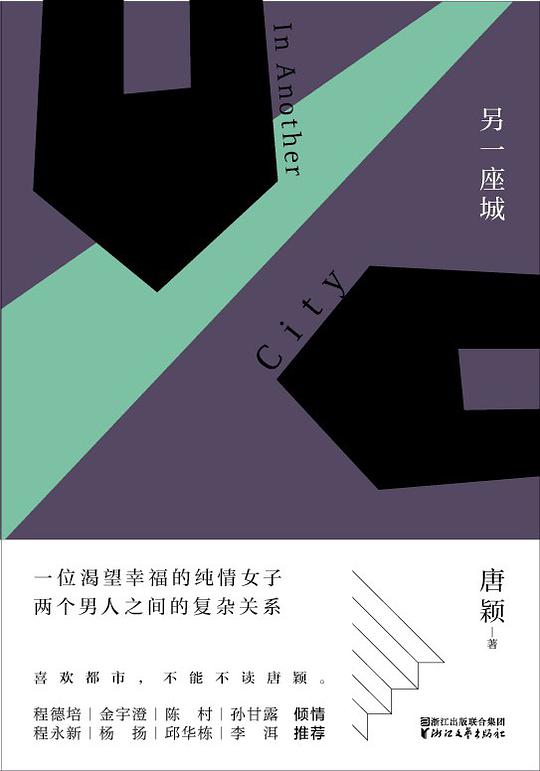 In Another
City
另一座城
一位渴望幸福的纯情女子
两个男人之间的复杂关系
唐颖
著
喜欢都市，不能不读唐颖。
程德培｜金宇澄｜陈 村｜孙甘露 倾情
程永新｜杨 扬｜邱华栋｜李 洱 推荐
浙江出版联合集团
浙江文艺出版社